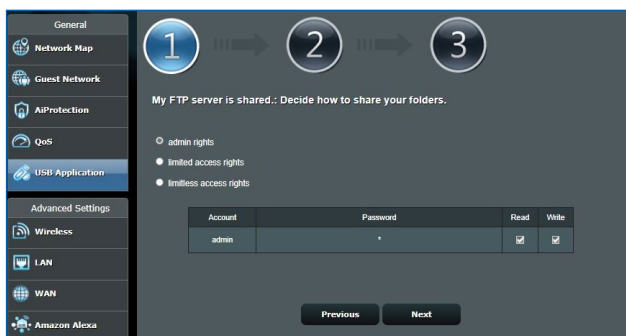 General
Network Map
Guest Network
AiProtection
QoS
USB Application
Advanced Settings
Wireless
LAN
WAN
Amazon Alexa
1 2 3
My FTP server is shared.: Decide how to share your folders.
admin rights
limited access rights
limitless access rights
Account Password Read Write
admin *
Previous Next